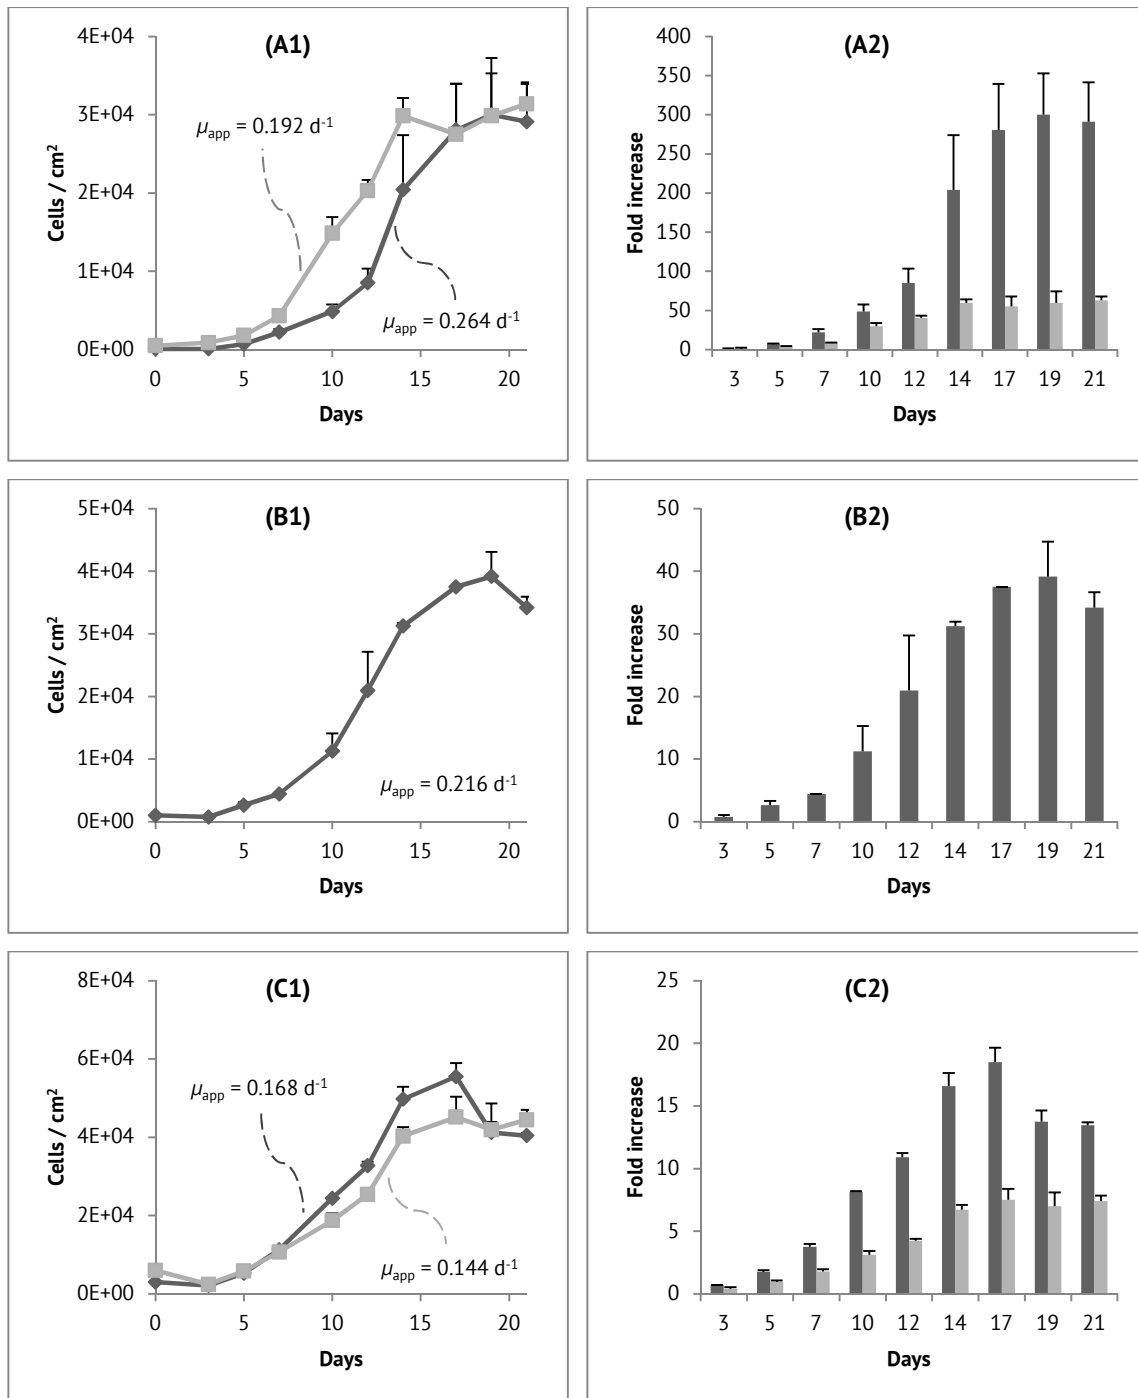 (A1)
4E+04
3E+04
2E+04
1E+04
0E+00
Cells / cm²
μapp = 0.192 d⁻¹
μapp = 0.264 d⁻¹
0 5 10 15 20
Days
(A2)
400
350
300
250
200
150
100
50
0
Fold increase
3 5 7 10 12 14 17 19 21
Days
(B1)
5E+04
4E+04
3E+04
2E+04
1E+04
0E+00
Cells / cm²
μapp = 0.216 d⁻¹
0 5 10 15 20
Days
(B2)
50
40
30
20
10
0
Fold increase
3 5 7 10 12 14 17 19 21
Days
(C1)
8E+04
6E+04
4E+04
2E+04
0E+00
Cells / cm²
μapp = 0.168 d⁻¹
μapp = 0.144 d⁻¹
0 5 10 15 20
Days
(C2)
25
20
15
10
5
0
Fold increase
3 5 7 10 12 14 17 19 21
Days